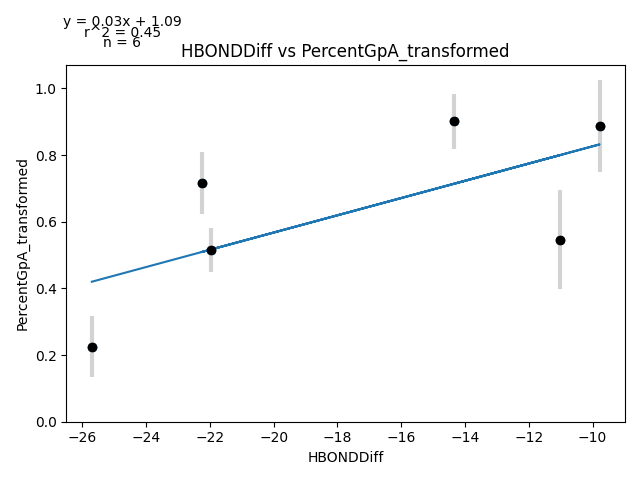 y = 0.03x + 1.09
r^2 = 0.45
n = 6
HBONDDiff vs PercentGpA_transformed
PercentGpA_transformed
1.0
0.8
0.6
0.4
0.2
0.0
−26 −24 −22 −20 −18 −16 −14 −12 −10
HBONDDiff